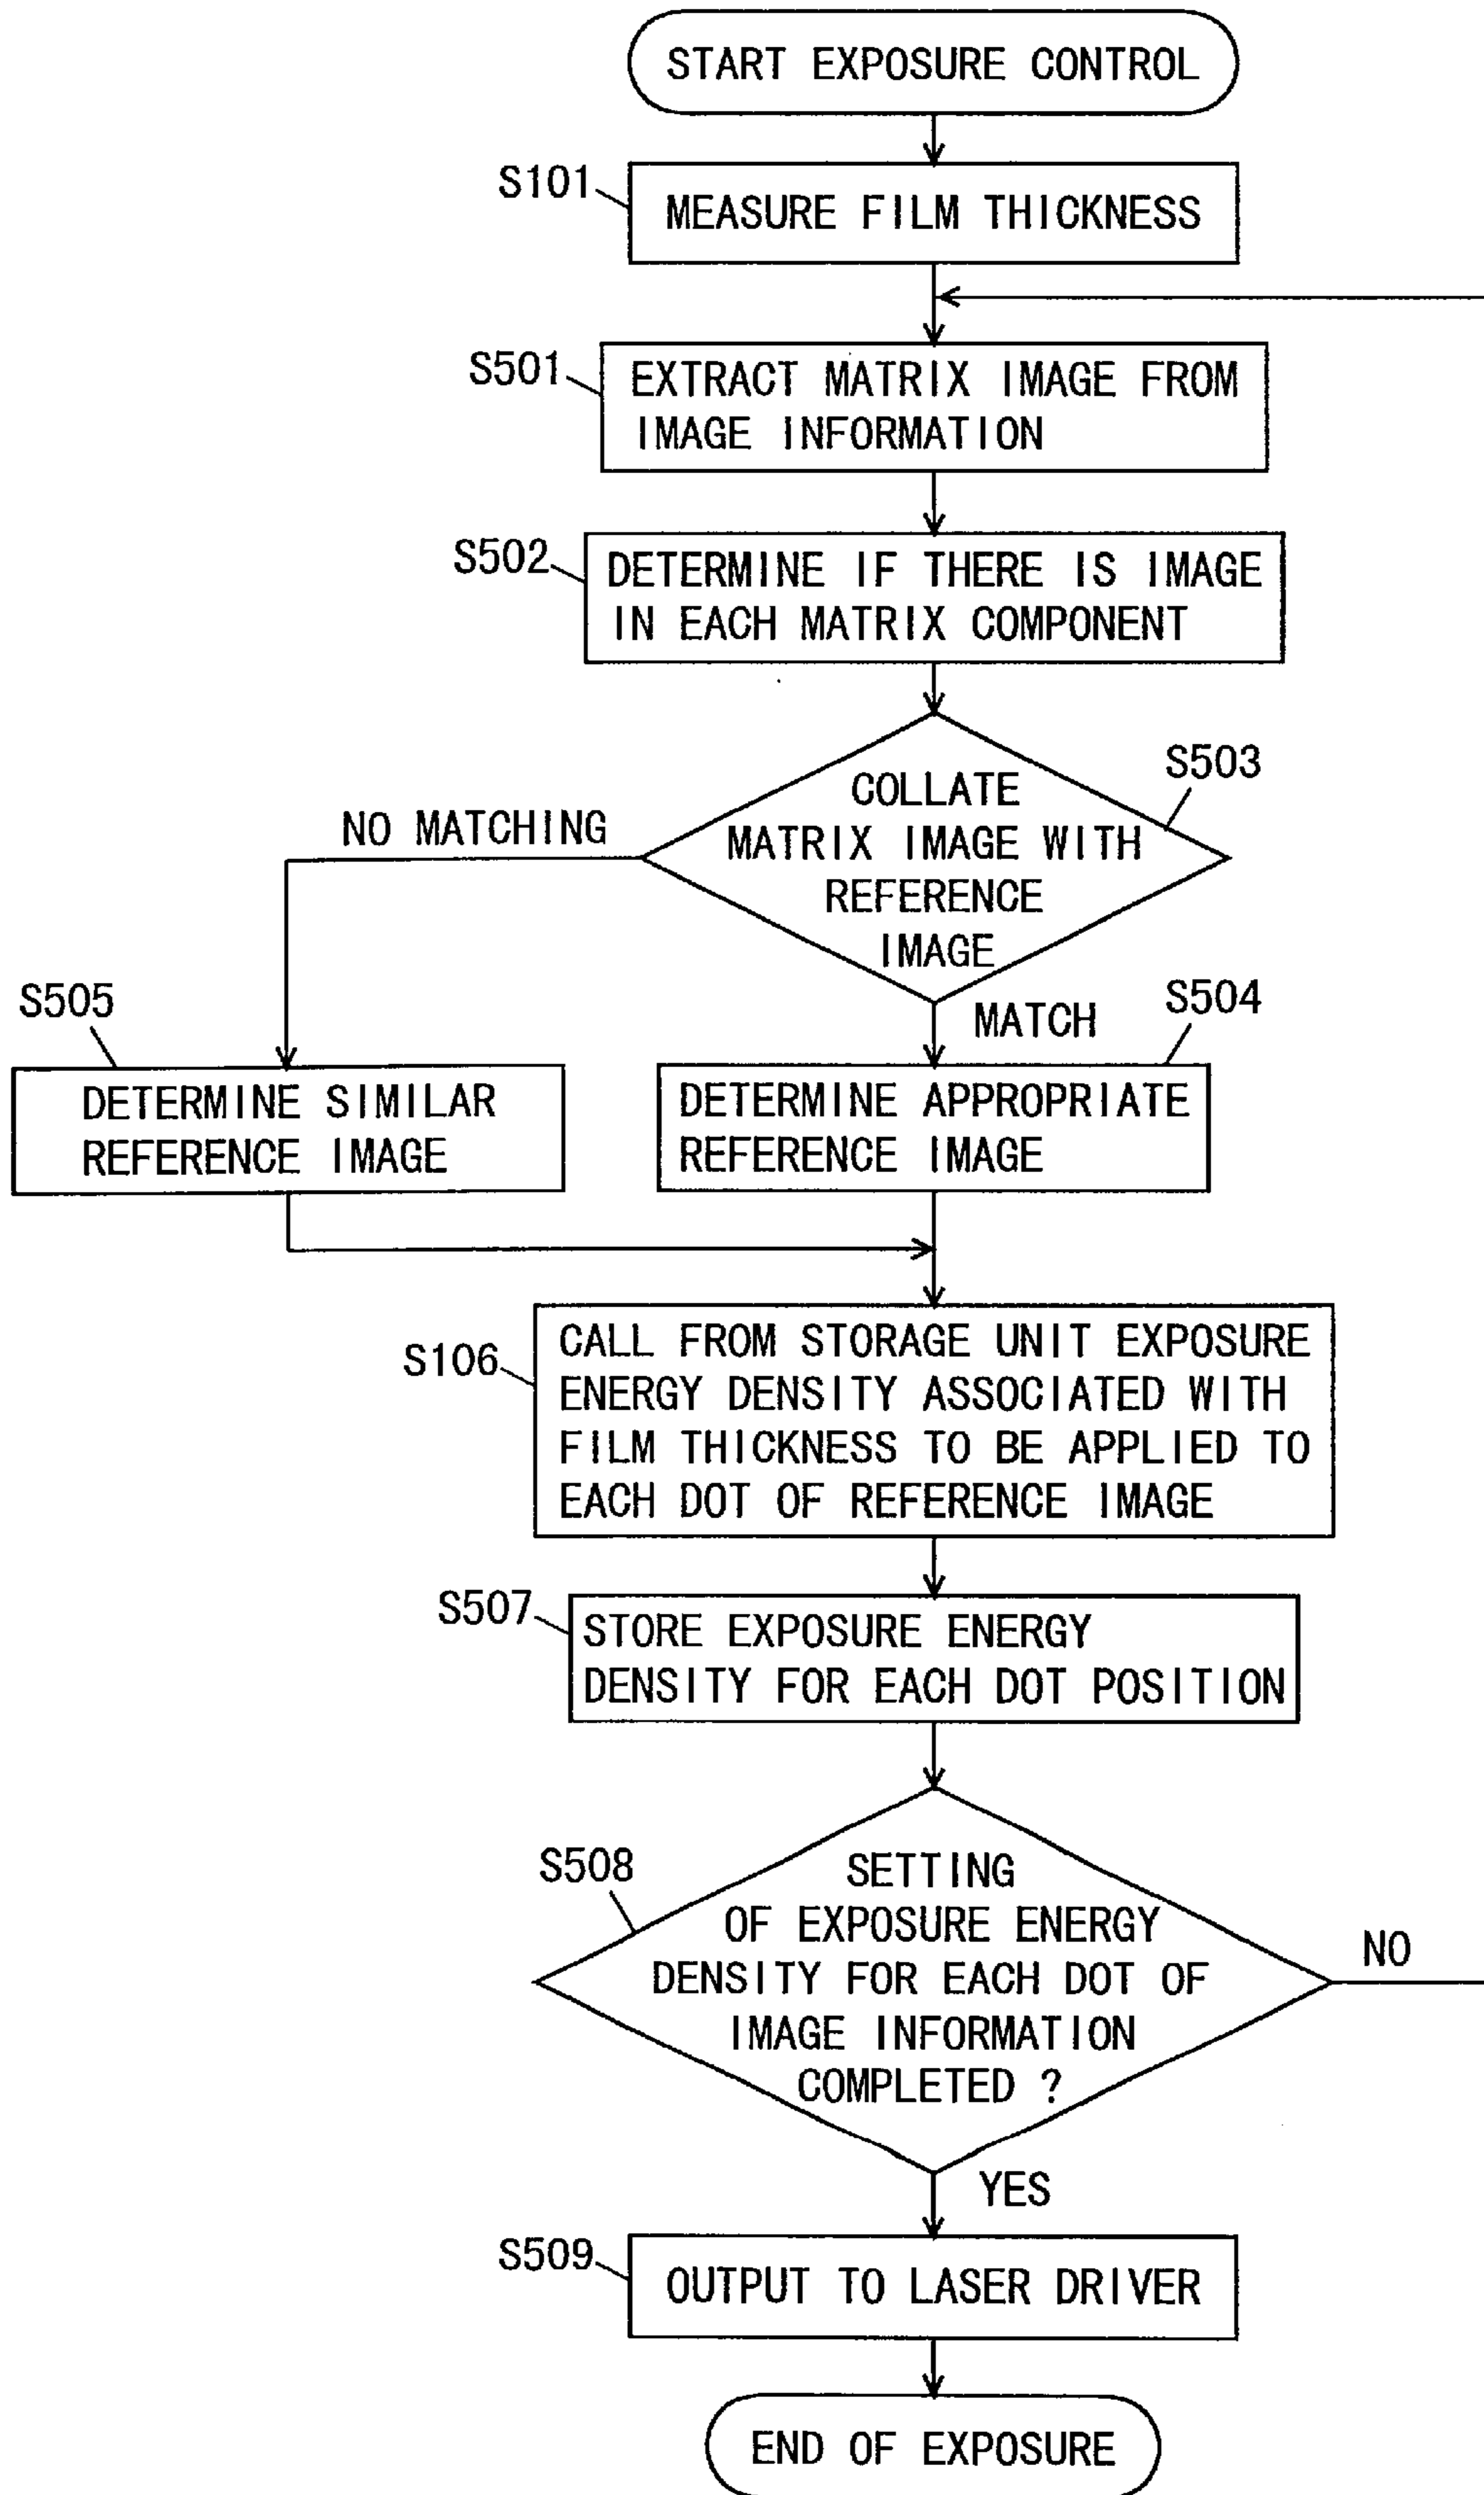 START EXPOSURE CONTROL
S101
MEASURE FILM THICKNESS
S501
EXTRACT MATRIX IMAGE FROM
IMAGE INFORMATION
S502
DETERMINE IF THERE IS IMAGE
IN EACH MATRIX COMPONENT
S503
COLLATE
MATRIX IMAGE WITH
REFERENCE
IMAGE
NO MATCHING
MATCH
S505
DETERMINE SIMILAR
REFERENCE IMAGE
S504
DETERMINE APPROPRIATE
REFERENCE IMAGE
S106
CALL FROM STORAGE UNIT EXPOSURE
ENERGY DENSITY ASSOCIATED WITH
FILM THICKNESS TO BE APPLIED TO
EACH DOT OF REFERENCE IMAGE
S507
STORE EXPOSURE ENERGY
DENSITY FOR EACH DOT POSITION
S508
SETTING
OF EXPOSURE ENERGY
DENSITY FOR EACH DOT OF
IMAGE INFORMATION
COMPLETED ?
NO
YES
S509
OUTPUT TO LASER DRIVER
END OF EXPOSURE